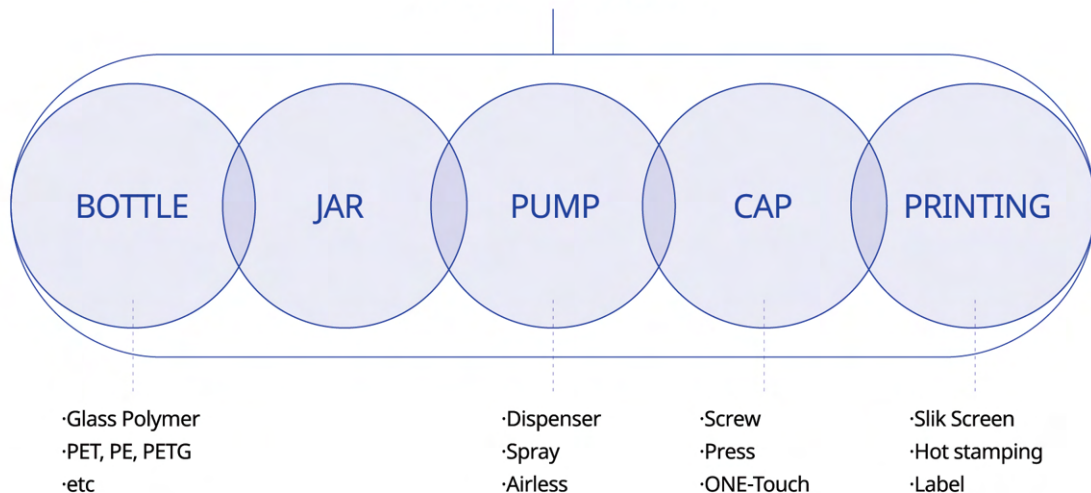 BOTTLE
JAR
PUMP
CAP
PRINTING
·Glass Polymer
·PET, PE, PETG
·etc
·Dispenser
·Spray
·Airless
·Screw
·Press
·ONE-Touch
·Slik Screen
·Hot stamping
·Label